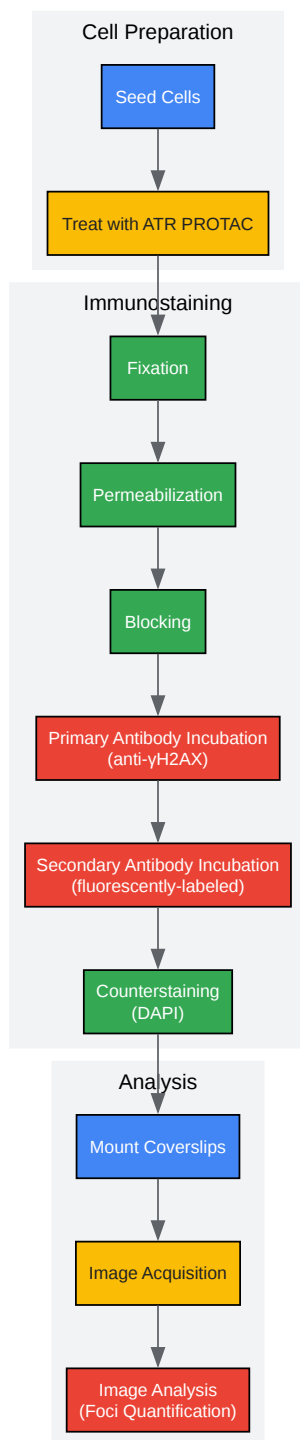 Cell Preparation
Seed Cells
Treat with ATR PROTAC
Immunostaining
Fixation
Permeabilization
Blocking
Primary Antibody Incubation
(anti-γH2AX)
Secondary Antibody Incubation
(fluorescently-labeled)
Counterstaining
(DAPI)
Analysis
Mount Coverslips
Image Acquisition
Image Analysis
(Foci Quantification)